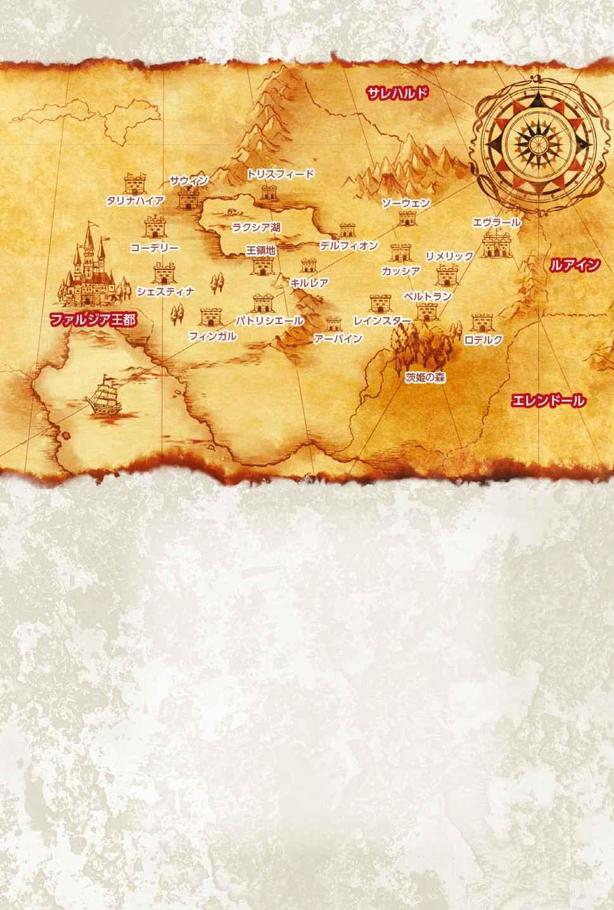 サレハルド
トリスフィード
サウィン
タリナハイア
ソーウェン
エヴラール
ラクシア湖
デルフィオン
コーデリー
王領地
リメリック
ルアイン
カッシア
キルレア
シェスティナ
ベルトラン
ファルジア王都
パトリシエール
レインスター
フィンガル
アーバイン
ロデルク
茨姫の森
エレンドール